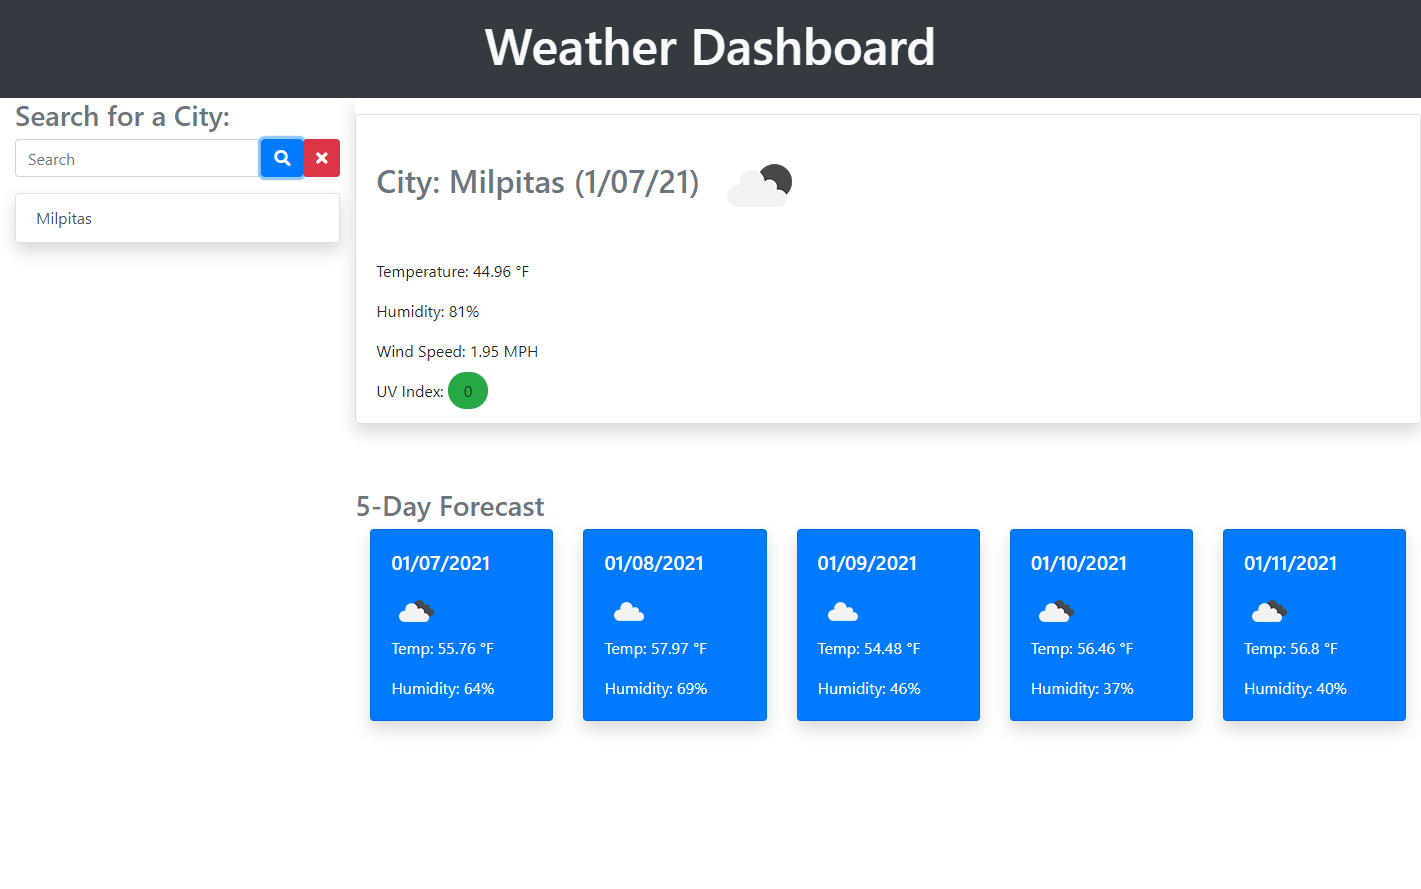 Weather Dashboard
Search for a City:
Search
Milpitas
City: Milpitas (1/07/21)
Temperature: 44.96 °F
Humidity: 81%
Wind Speed: 1.95 MPH
UV Index: 0
5-Day Forecast
01/07/2021
Temp: 55.76 °F
Humidity: 64%
01/08/2021
Temp: 57.97 °F
Humidity: 69%
01/09/2021
Temp: 54.48 °F
Humidity: 46%
01/10/2021
Temp: 56.46 °F
Humidity: 37%
01/11/2021
Temp: 56.8 °F
Humidity: 40%